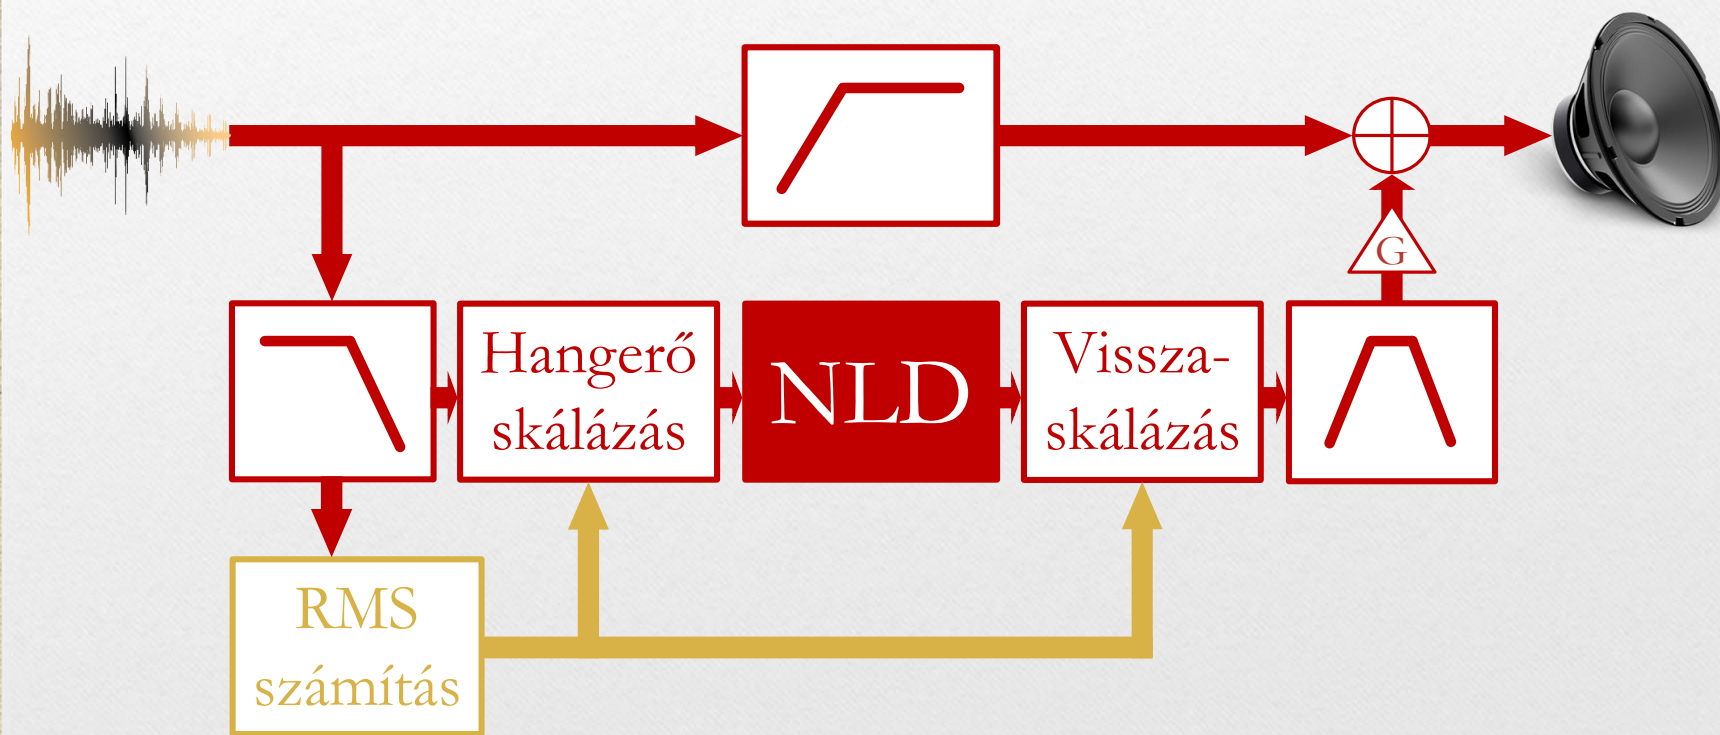 G
Hangerő
skálázás
NLD
Vissza-
skálázás
RMS
számítás